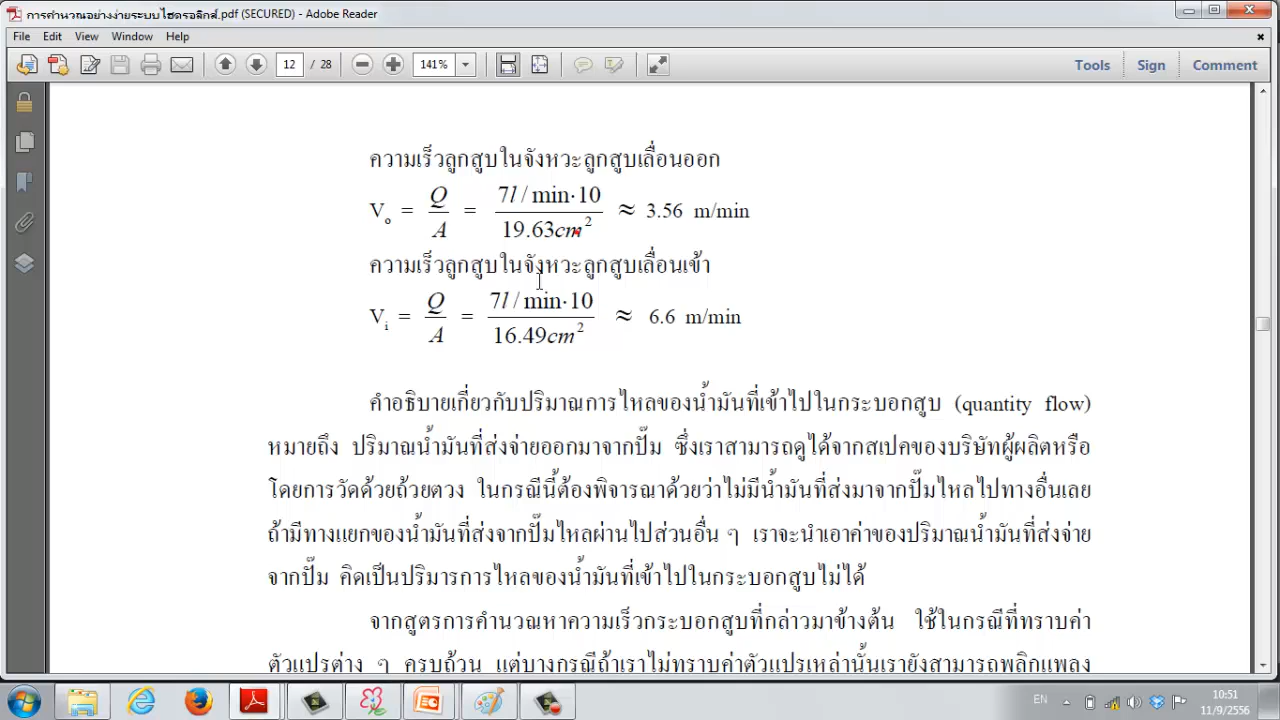 การคำนวณอย่างง่ายระบบไฮดรอลิกส์.pdf (SECURED) - Adobe Reader
File Edit View Window Help
12 / 28 141% Tools Sign Comment
ความเร็วลูกสูบในจังหวะลูกสูบเลื่อนออก
Vo = Q/A = 7l/min·10 / 19.63cm² ≈ 3.56 m/min
ความเร็วลูกสูบในจังหวะลูกสูบเลื่อนเข้า
Vi = Q/A = 7l/min·10 / 16.49cm² ≈ 6.6 m/min
คำอธิบายเกี่ยวกับปริมาณการไหลของน้ำมันที่เข้าไปในกระบอกสูบ (quantity flow)
หมายถึง ปริมาณน้ำมันที่ส่งจ่ายออกมาจากปั๊ม ซึ่งเราสามารถดูได้จากสเปคของบริษัทผู้ผลิตหรือ
โดยการวัดด้วยถ้วยตวง ในกรณีนี้ต้องพิจารณาด้วยว่าไม่มีน้ำมันที่ส่งมาจากปั๊มไหลไปทางอื่นเลย
ถ้ามีทางแยกของน้ำมันที่ส่งจากปั๊มไหลผ่านไปส่วนอื่น ๆ เราจะนำเอาค่าของปริมาณน้ำมันที่ส่งจ่าย
จากปั๊ม คิดเป็นปริมารการไหลของน้ำมันที่เข้าไปในกระบอกสูบไม่ได้
จากสูตรการคำนวณหาความเร็วกระบอกสูบที่กล่าวมาข้างต้น ใช้ในกรณีที่ทราบค่า
ตัวแปรต่าง ๆ ครบถ้วน แต่บางกรณีถ้าเราไม่ทราบค่าตัวแปรเหล่านั้นเรายังสามารถพลิกแพลง
EN 10:51
11/9/2556